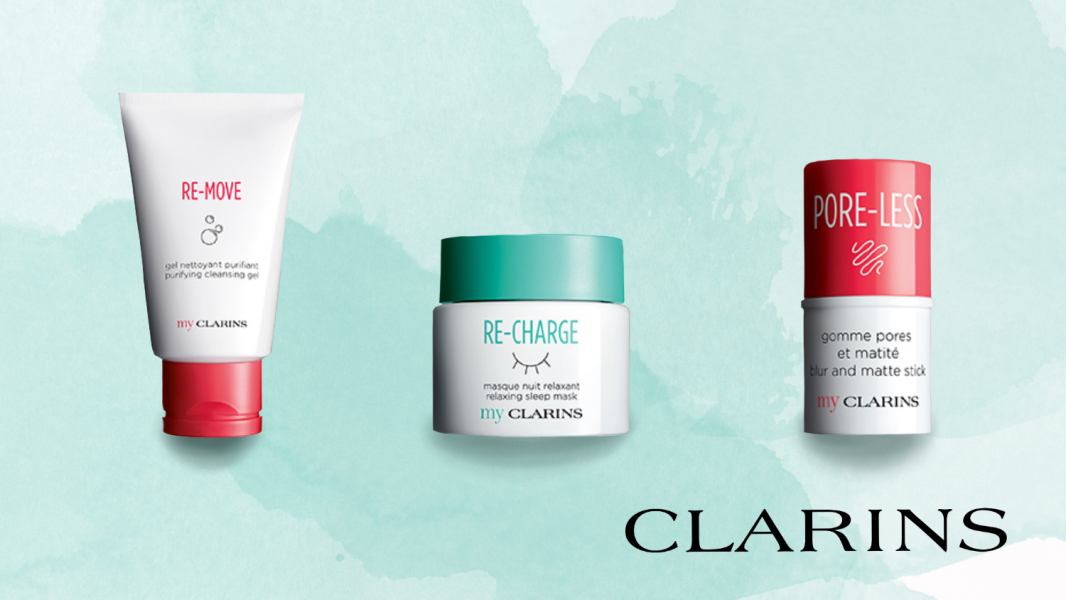 RE-MOVE
gel nettoyant purifiant
purifying cleansing gel
my CLARINS
RE-CHARGE
masque nuit relaxant
relaxing sleep mask
my CLARINS
PORE-LESS
gomme pores
et matité
blur and matte stick
my CLARINS
CLARINS